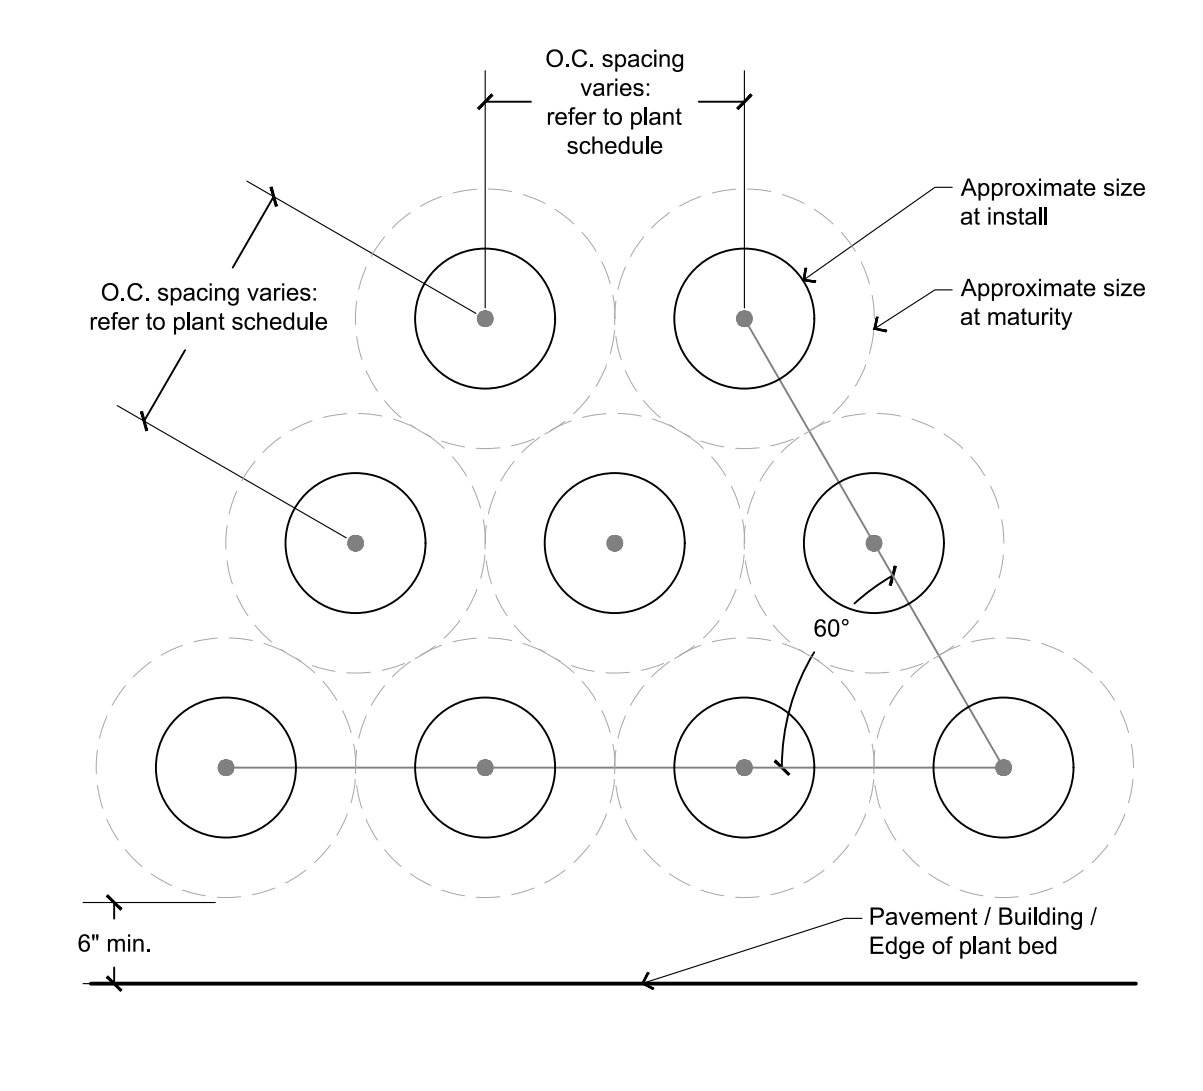 O.C. spacing
varies:
refer to plant
schedule
Approximate size
at install
O.C. spacing varies:
refer to plant schedule
Approximate size
at maturity
60°
Pavement / Building /
Edge of plant bed
6" min.